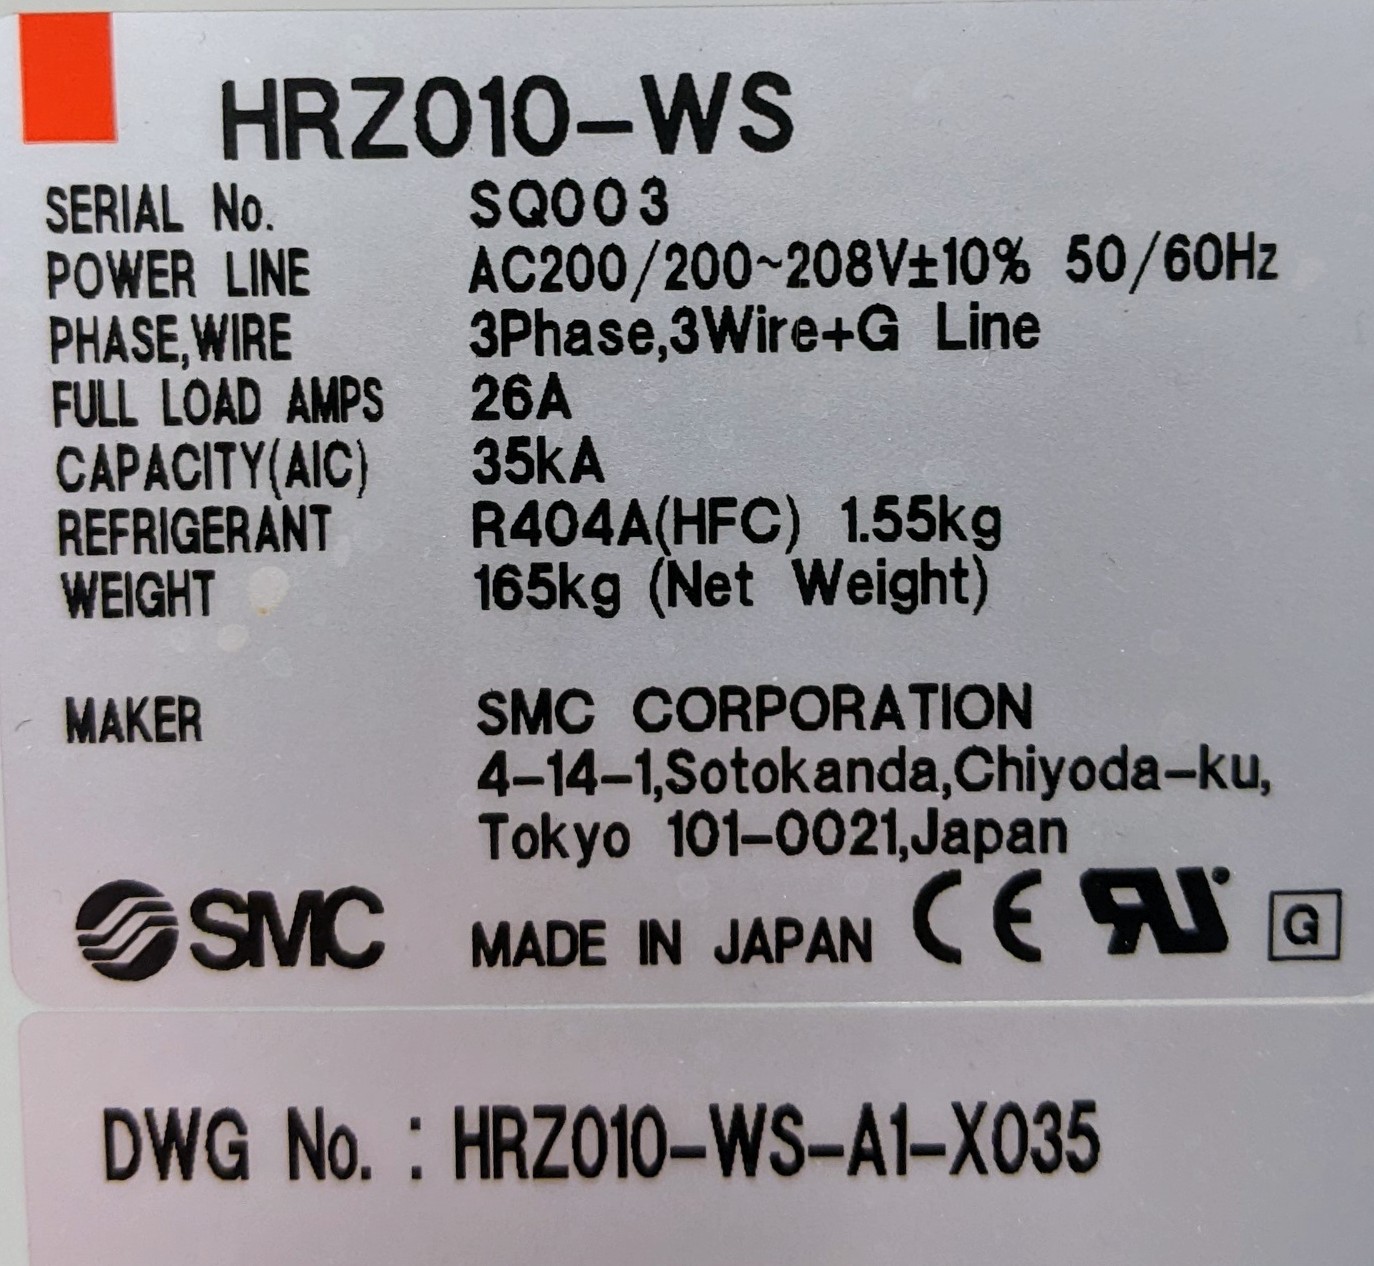 HRZ010-WS
SERIAL No. SQ003
POWER LINE AC200/200~208V±10% 50/60Hz
PHASE,WIRE 3Phase,3Wire+G Line
FULL LOAD AMPS 26A
CAPACITY(AIC) 35kA
REFRIGERANT R404A(HFC) 1.55kg
WEIGHT 165kg (Net Weight)
MAKER SMC CORPORATION
4-14-1,Sotokanda,Chiyoda-ku,
Tokyo 101-0021,Japan
SMC MADE IN JAPAN CE RU G
DWG No. : HRZ010-WS-A1-X035